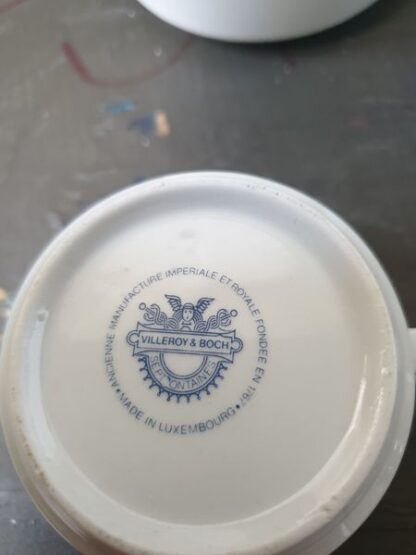 ANCIENNE MANUFACTURE IMPERIALE ET ROYALE FONDEE EN 1767
VILLEROY & BOCH
SEPTFONTAINES
• MADE IN LUXEMBOURG •